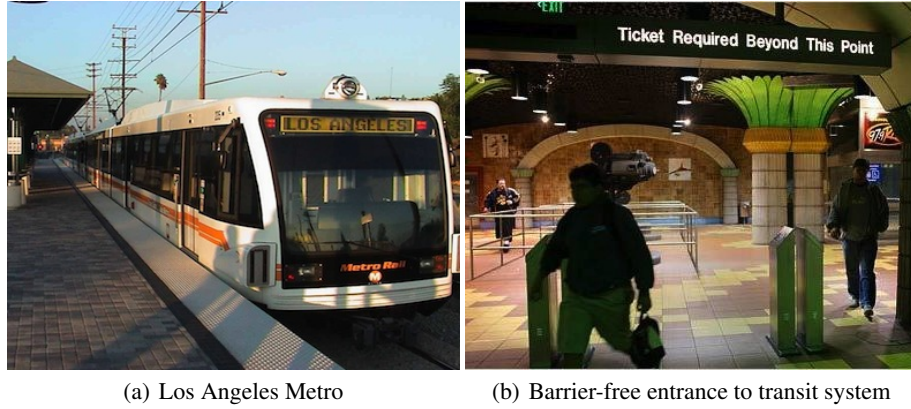 LOS ANGELES
Metro Rail
M
EXIT
Ticket Required Beyond This Point
(a) Los Angeles Metro
(b) Barrier-free entrance to transit system